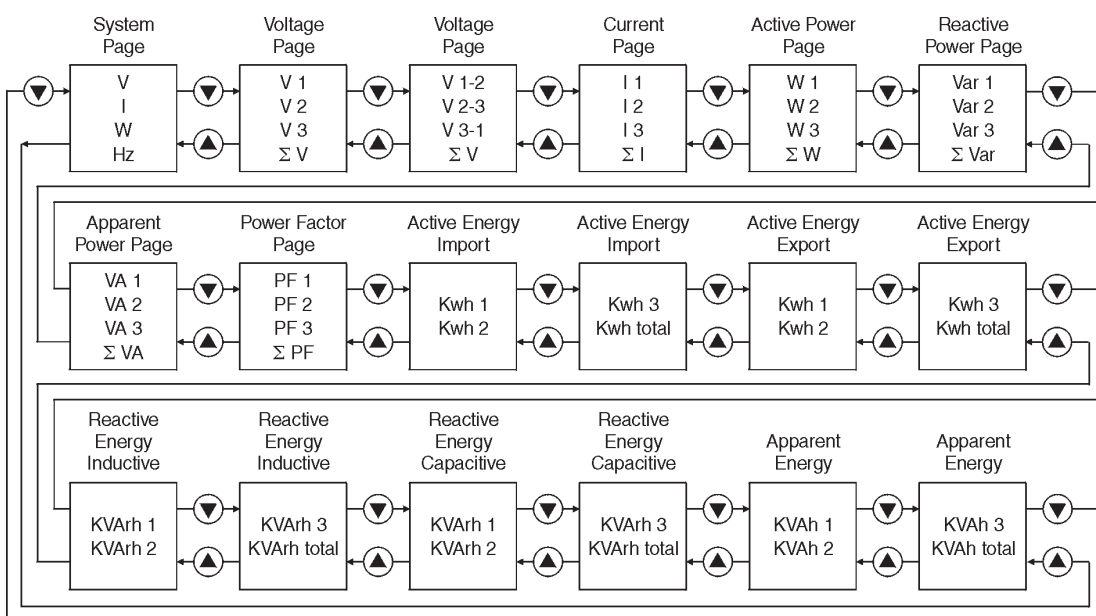 System
Page
Voltage
Page
Voltage
Page
Current
Page
Active Power
Page
Reactive
Power Page
V
I
W
Hz
V 1
V 2
V 3
Σ V
V 1-2
V 2-3
V 3-1
Σ V
I 1
I 2
I 3
Σ I
W 1
W 2
W 3
Σ W
Var 1
Var 2
Var 3
Σ Var
Apparent
Power Page
Power Factor
Page
Active Energy
Import
Active Energy
Import
Active Energy
Export
Active Energy
Export
VA 1
VA 2
VA 3
Σ VA
PF 1
PF 2
PF 3
Σ PF
Kwh 1
Kwh 2
Kwh 3
Kwh total
Kwh 1
Kwh 2
Kwh 3
Kwh total
Reactive
Energy
Inductive
Reactive
Energy
Inductive
Reactive
Energy
Capacitive
Reactive
Energy
Capacitive
Apparent
Energy
Apparent
Energy
KVArh 1
KVArh 2
KVArh 3
KVArh total
KVArh 1
KVArh 2
KVArh 3
KVArh total
KVAh 1
KVAh 2
KVAh 3
KVAh total